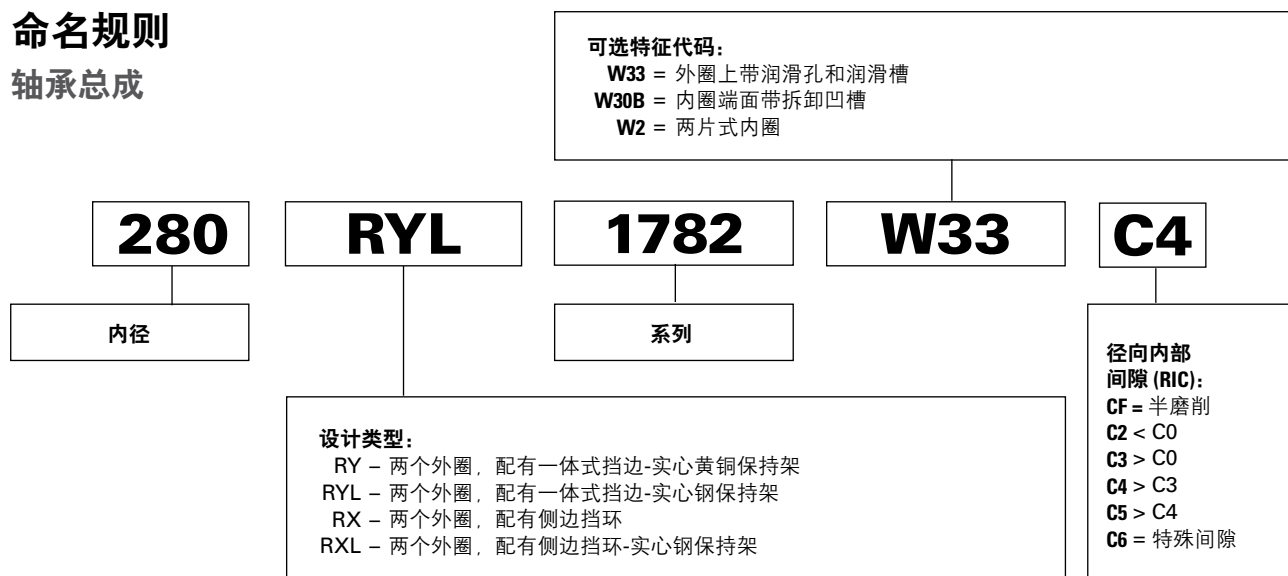 命名规则
轴承总成
可选特征代码：
W33 = 外圈上带润滑孔和润滑槽
W30B = 内圈端面带拆卸凹槽
W2 = 两片式内圈
280
RYL
1782
W33
C4
内径
系列
设计类型：
RY – 两个外圈，配有一体式挡边-实心黄铜保持架
RYL – 两个外圈，配有一体式挡边-实心钢保持架
RX – 两个外圈，配有侧边挡环
RXL – 两个外圈，配有侧边挡环-实心钢保持架
径向内部
间隙 (RIC)：
CF = 半磨削
C2 < C0
C3 > C0
C4 > C3
C5 > C4
C6 = 特殊间隙